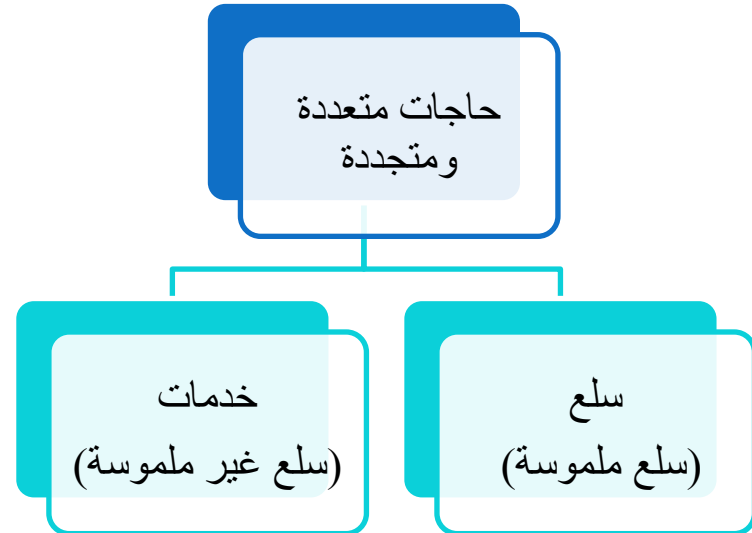 حاجات متعددة
ومتجددة
سلع
(سلع ملموسة)
خدمات
(سلع غير ملموسة)